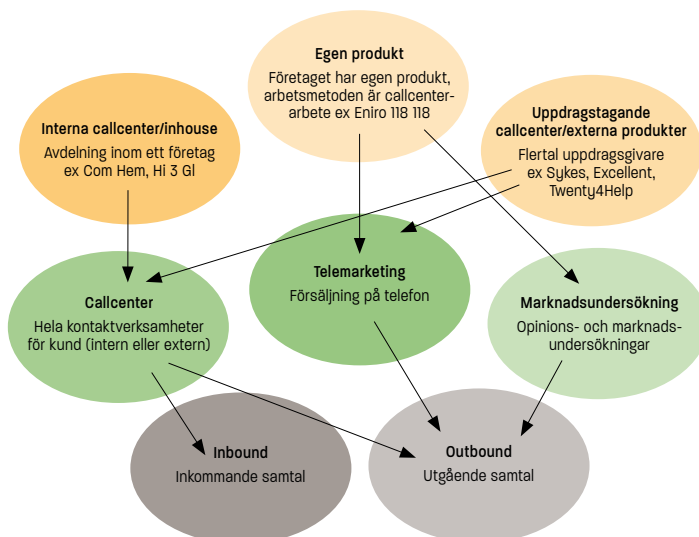 Egen produkt
Företaget har egen produkt,
arbetsmetoden är callcenter-
arbete ex Eniro 118 118
Interna callcenter/inhouse
Avdelning inom ett företag
ex Com Hem, Hi 3 Gl
Uppdragstagande
callcenter/externa produkter
Flertal uppdragsgivare
ex Sykes, Excellent,
Twenty4Help
Callcenter
Hela kontaktverksamheter
för kund (intern eller extern)
Telemarketing
Försäljning på telefon
Marknadsundersökning
Opinions- och marknads-
undersökningar
Inbound
Inkommande samtal
Outbound
Utgående samtal